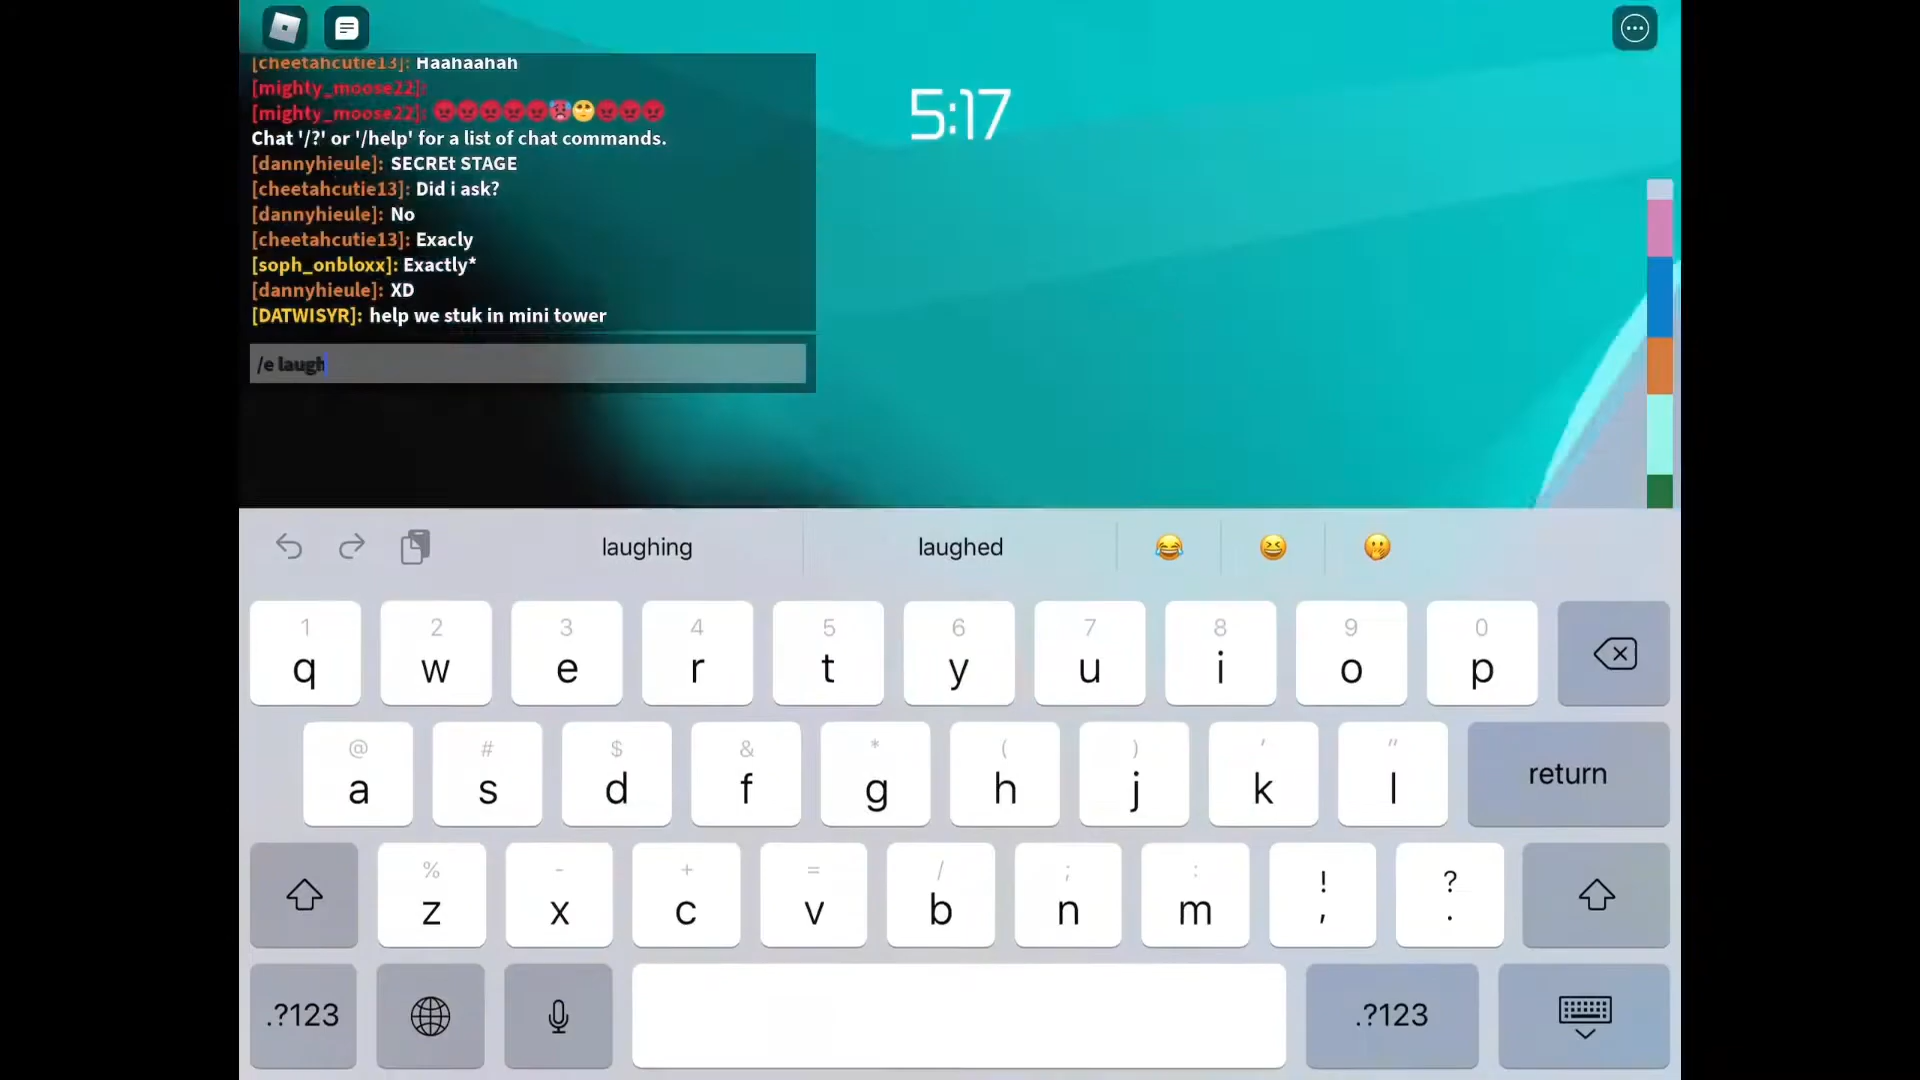 [cheetahcutie13]: Haahaahah
[mighty_moose22]:
[mighty_moose22]: 😡😡😡😡😡🥵🙄😡😡😡
Chat '/?' or '/help' for a list of chat commands.
[dannyhieule]: SECREt STAGE
[cheetahcutie13]: Did i ask?
[dannyhieule]: No
[cheetahcutie13]: Exacly
[soph_onbloxx]: Exactly*
[dannyhieule]: XD
[DATWISYR]: help we stuk in mini tower
/e laugh
5:17
laughing laughed 😂 😆 🤭
1 2 3 4 5 6 7 8 9 0
q w e r t y u i o p
@ # $ & * ( ) ' "
a s d f g h j k l return
% - + = / ; : ! ?
z x c v b n m , .
.?123 .?123